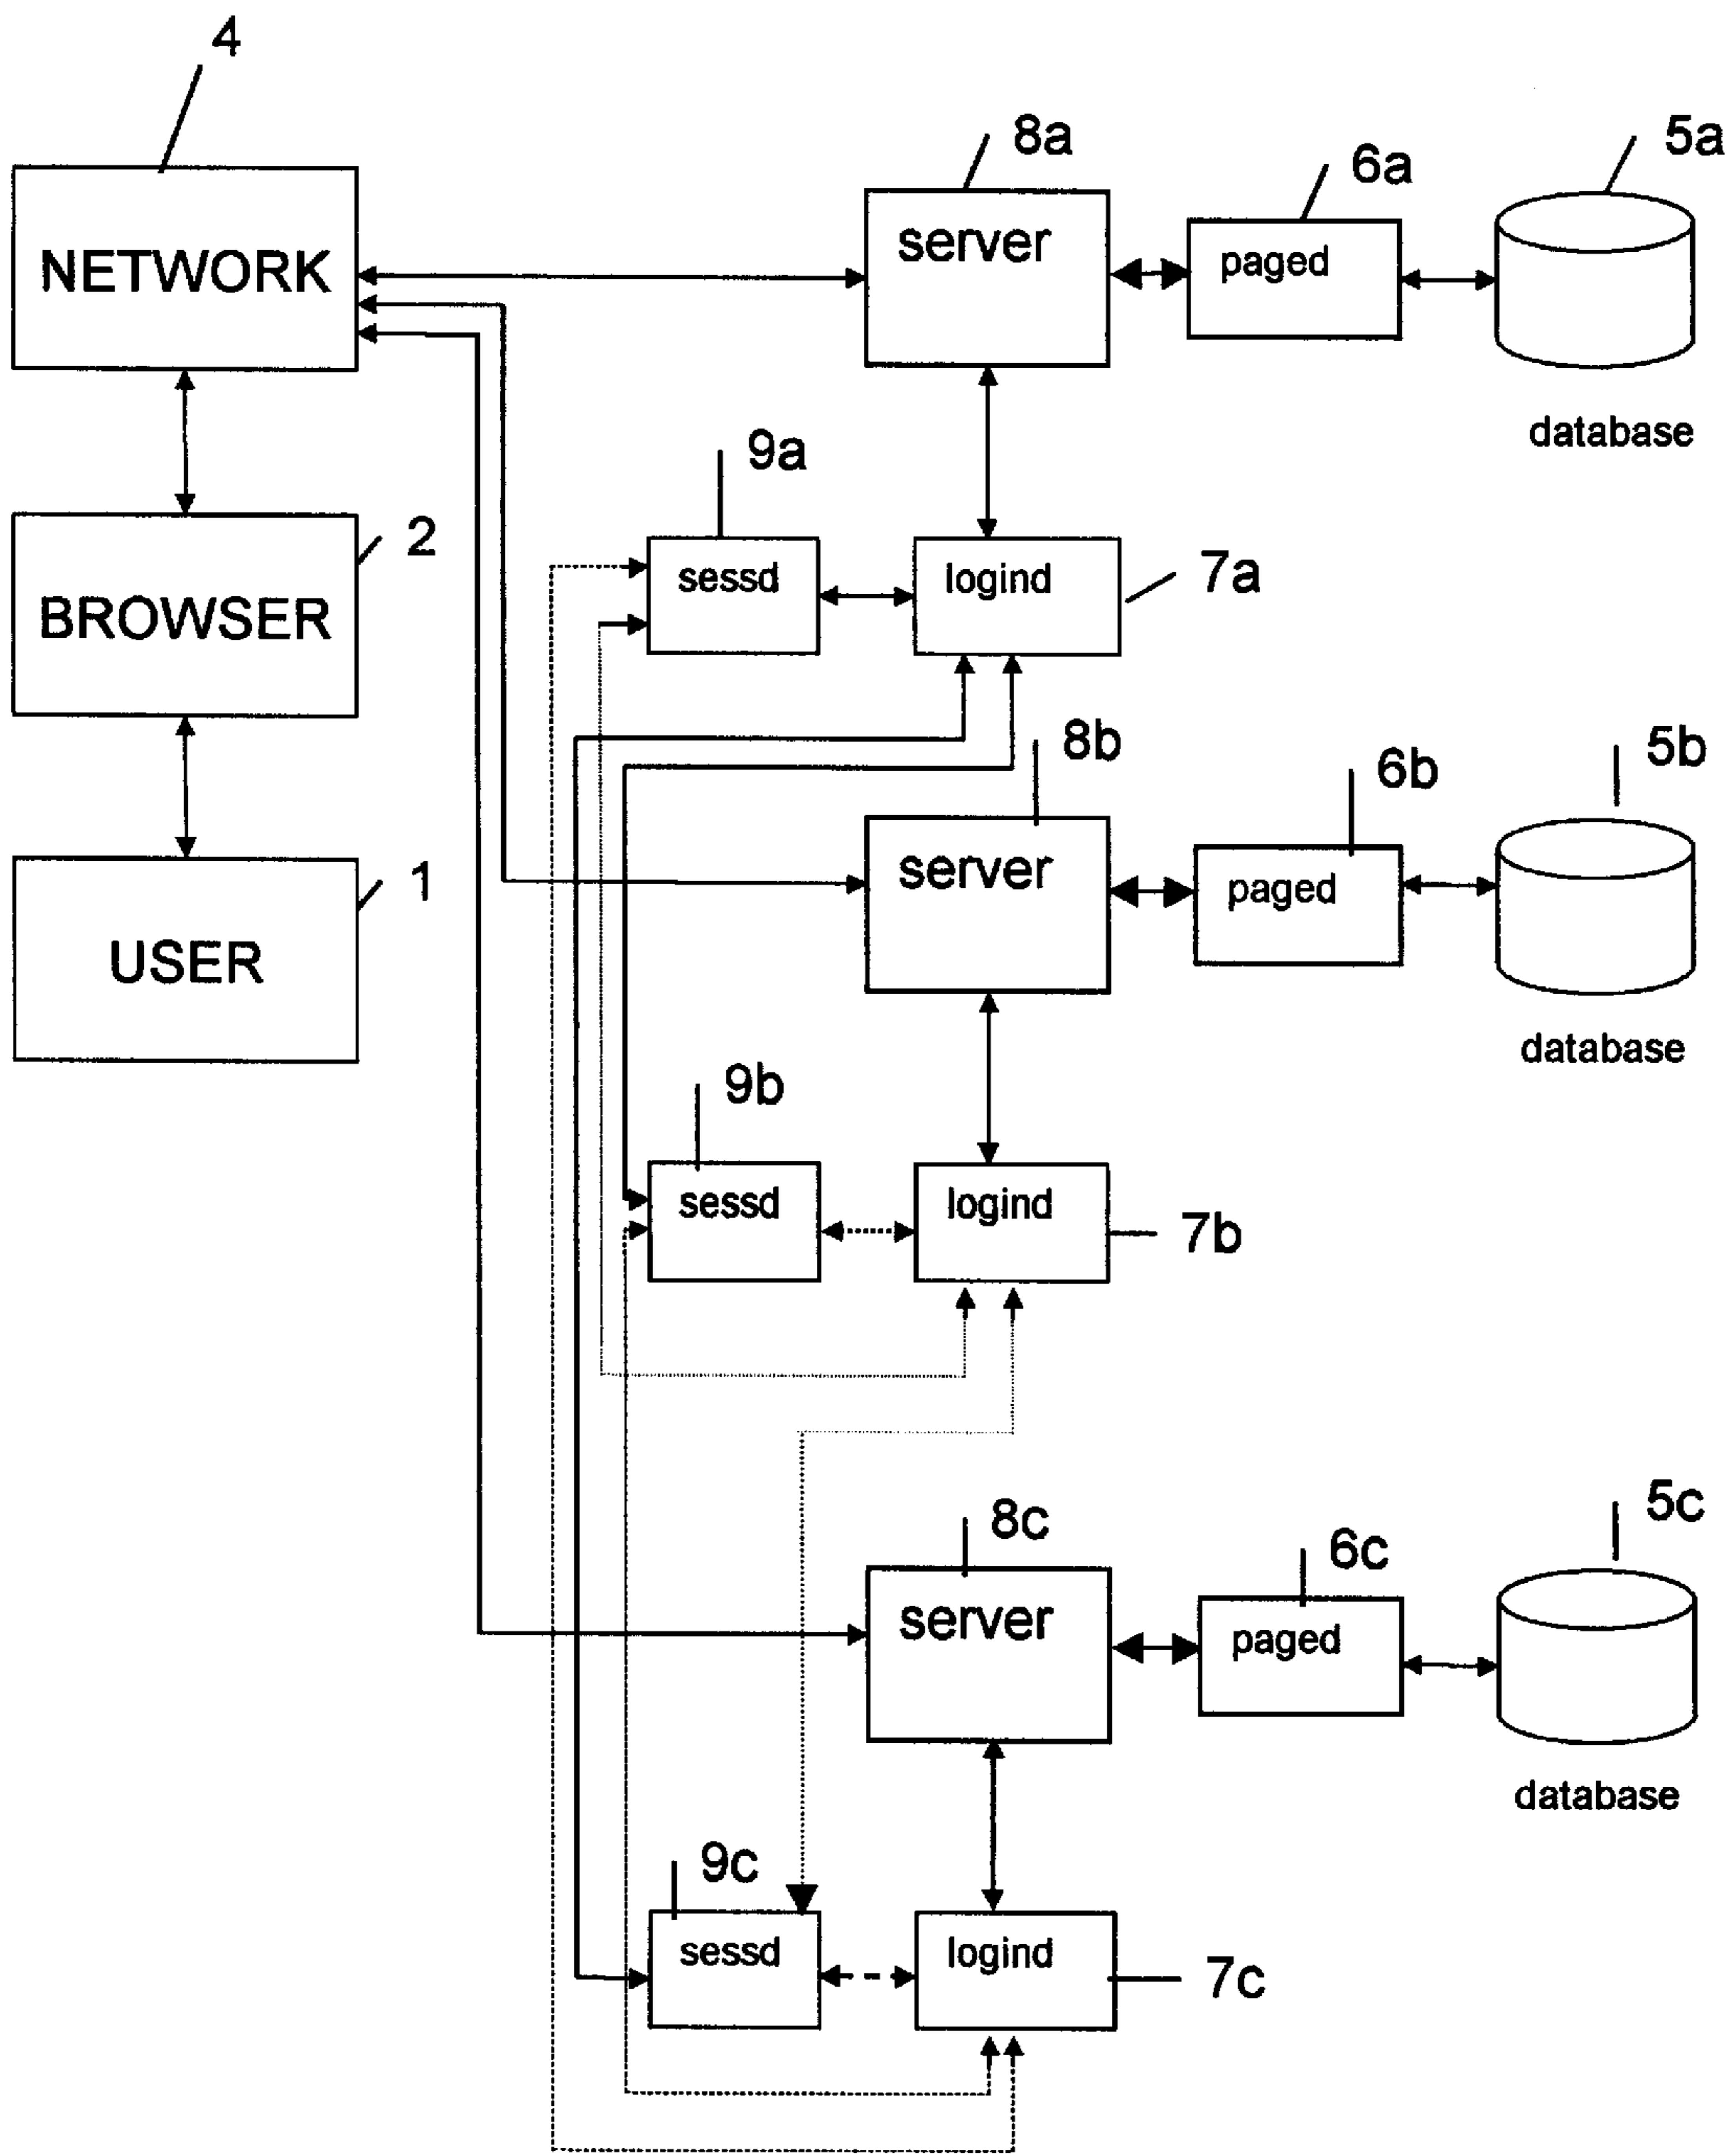 4
NETWORK
8a
server
6a
paged
5a
database
2
BROWSER
9a
sessd
logind
7a
1
USER
8b
server
6b
paged
5b
database
9b
sessd
logind
7b
8c
server
6c
paged
5c
database
9c
sessd
logind
7c